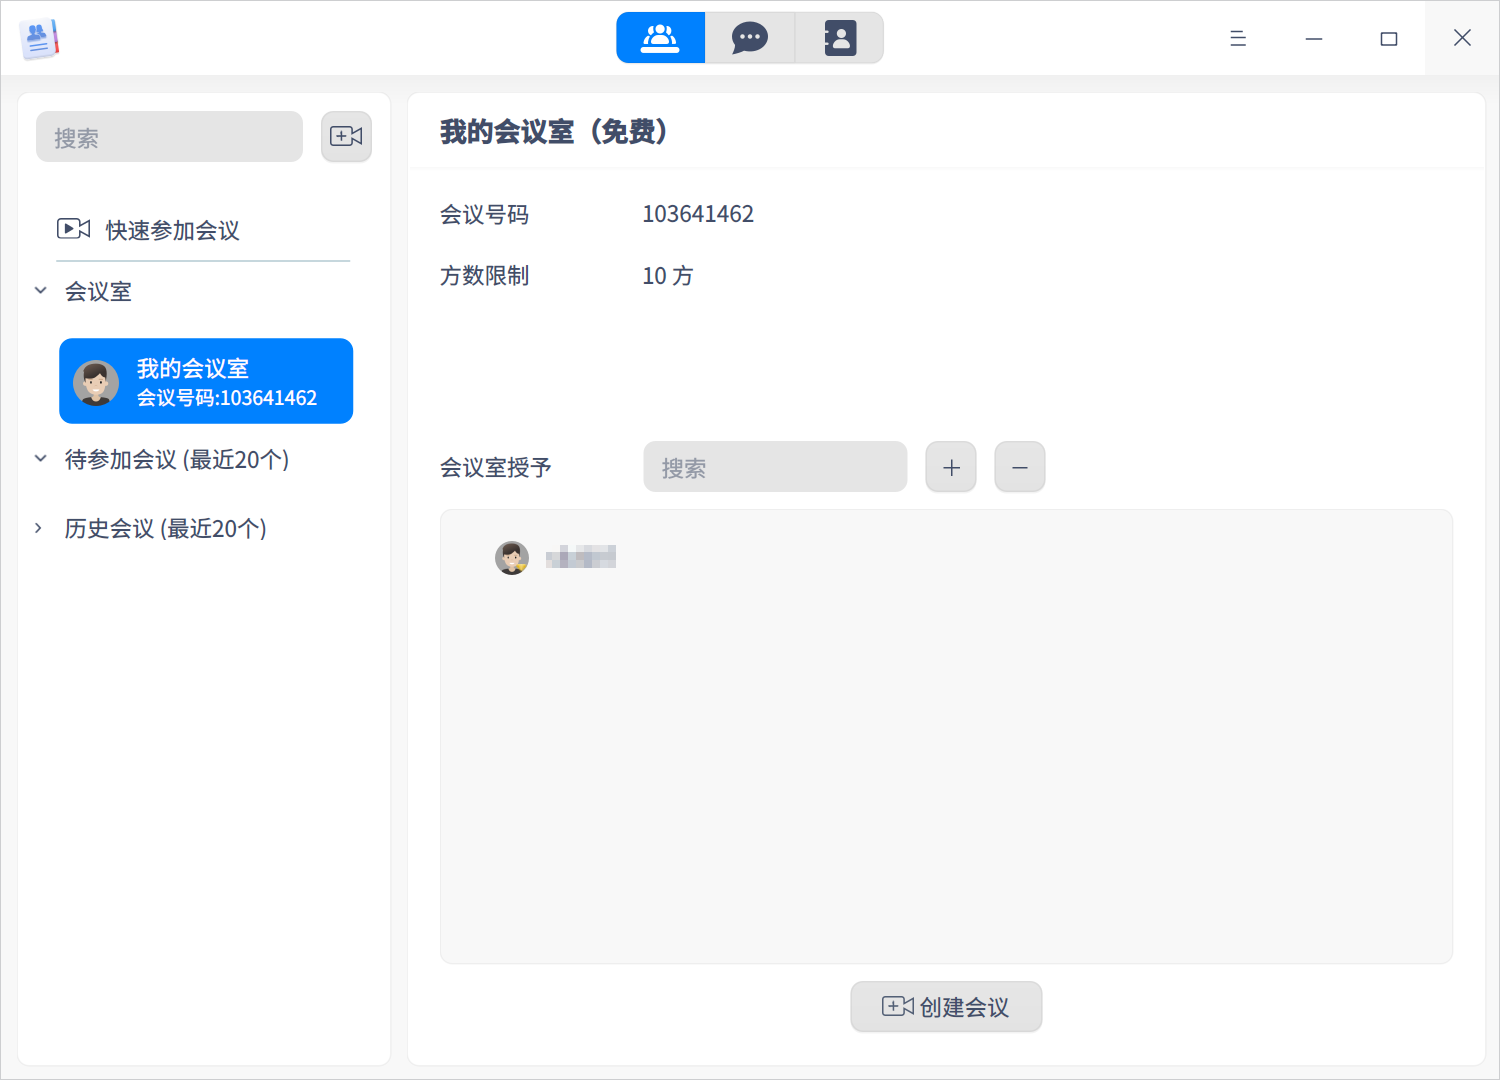 搜索
快速参加会议
会议室
我的会议室
会议号码:103641462
待参加会议 (最近20个)
历史会议 (最近20个)
我的会议室（免费）
会议号码 103641462
方数限制 10 方
会议室授予 搜索
创建会议